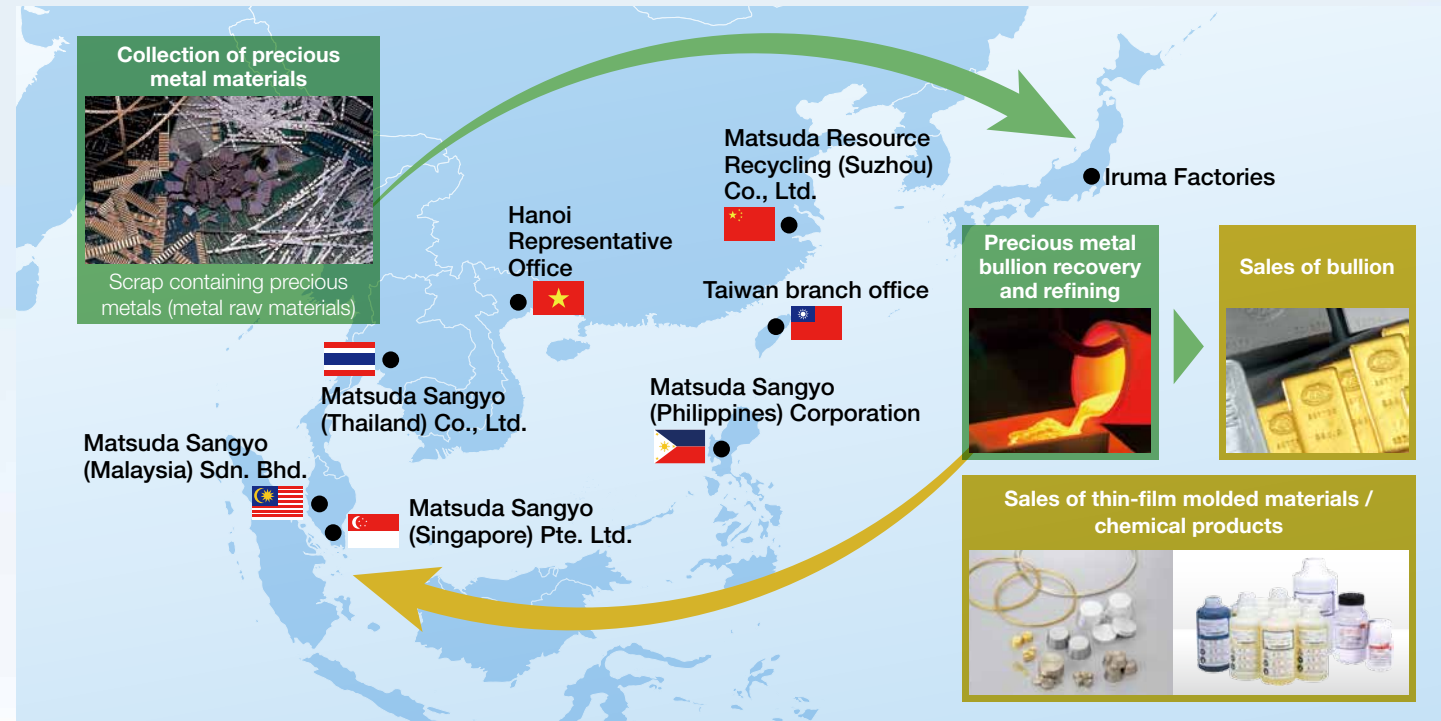 Collection of precious
metal materials
Scrap containing precious
metals (metal raw materials)
Matsuda Resource
Recycling (Suzhou)
Co., Ltd.
Iruma Factories
Hanoi
Representative
Office
Taiwan branch office
Matsuda Sangyo
(Thailand) Co., Ltd.
Matsuda Sangyo
(Philippines) Corporation
Matsuda Sangyo
(Malaysia) Sdn. Bhd.
Matsuda Sangyo
(Singapore) Pte. Ltd.
Precious metal
bullion recovery
and refining
Sales of bullion
Sales of thin-film molded materials /
chemical products